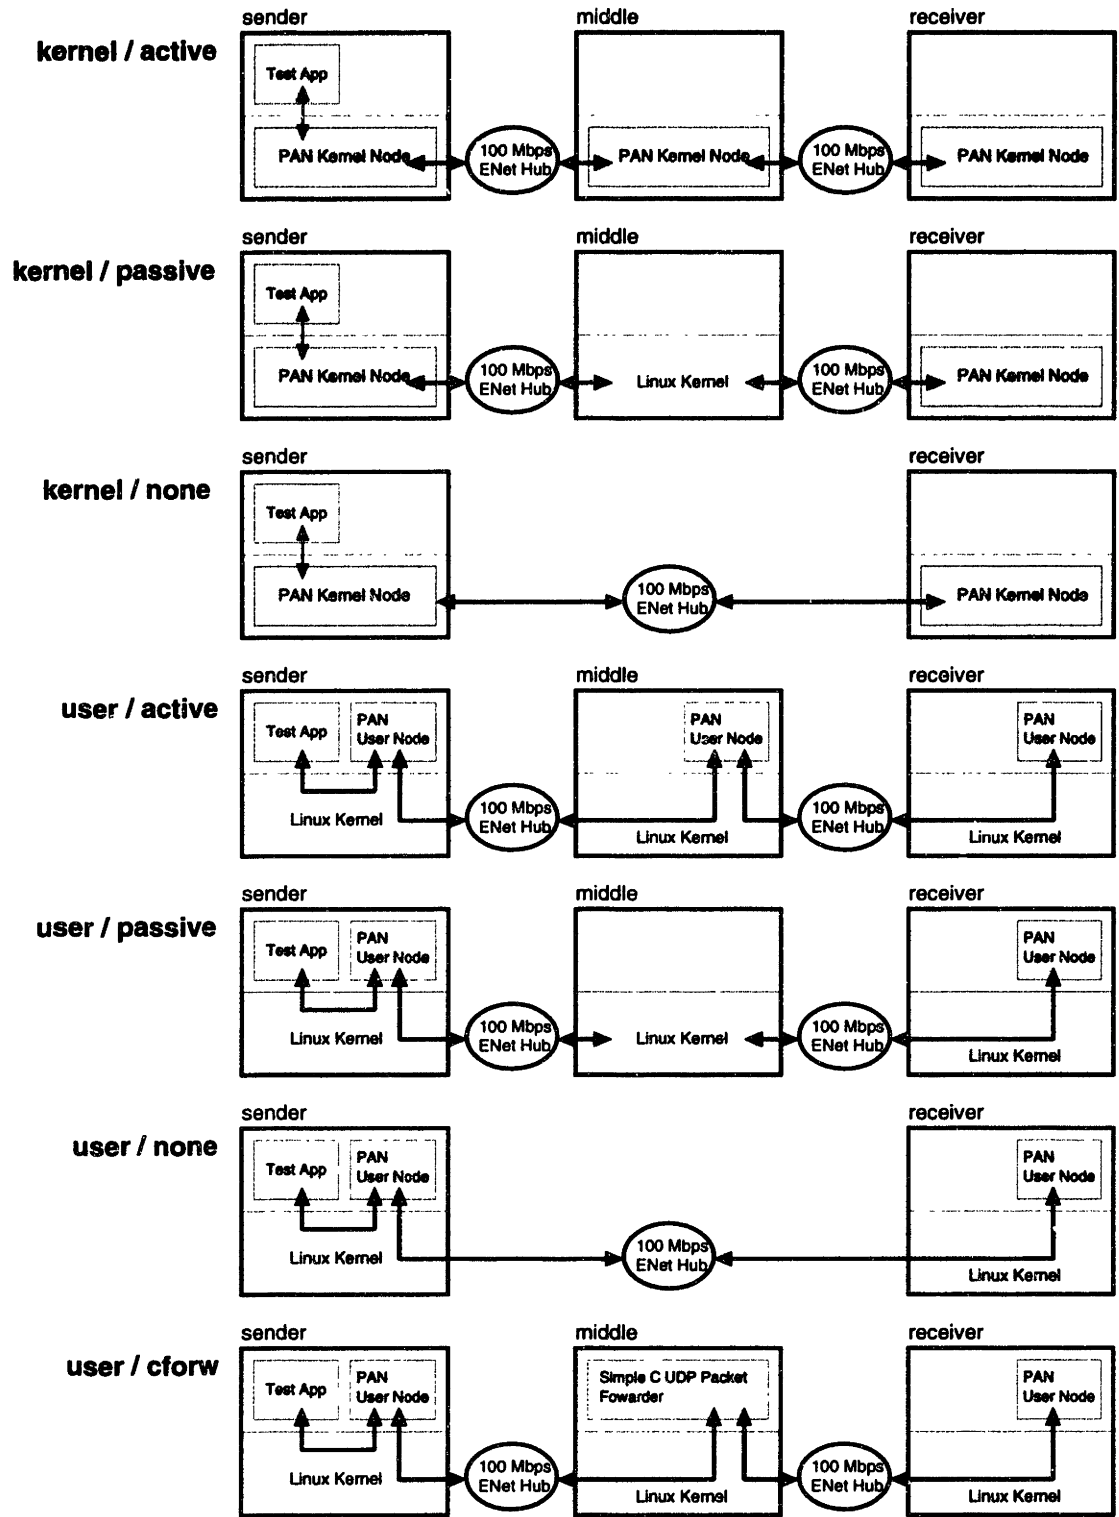 sender middle receiver
kernel / active
Test App
PAN Kernel Node
100 Mbps
ENet Hub
PAN Kernel Node
100 Mbps
ENet Hub
PAN Kernel Node
sender middle receiver
kernel / passive
Test App
PAN Kernel Node
100 Mbps
ENet Hub
Linux Kernel
100 Mbps
ENet Hub
PAN Kernel Node
sender receiver
kernel / none
Test App
PAN Kernel Node
100 Mbps
ENet Hub
PAN Kernel Node
sender middle receiver
user / active
Test App
PAN
User Node
Linux Kernel
100 Mbps
ENet Hub
PAN
User Node
Linux Kernel
100 Mbps
ENet Hub
PAN
User Node
Linux Kernel
sender middle receiver
user / passive
Test App
PAN
User Node
Linux Kernel
100 Mbps
ENet Hub
Linux Kernel
100 Mbps
ENet Hub
PAN
User Node
Linux Kernel
sender receiver
user / none
Test App
PAN
User Node
Linux Kernel
100 Mbps
ENet Hub
PAN
User Node
Linux Kernel
sender middle receiver
user / cforw
Test App
PAN
User Node
Linux Kernel
100 Mbps
ENet Hub
Simple C UDP Packet
Fowarder
Linux Kernel
100 Mbps
ENet Hub
PAN
User Node
Linux Kernel